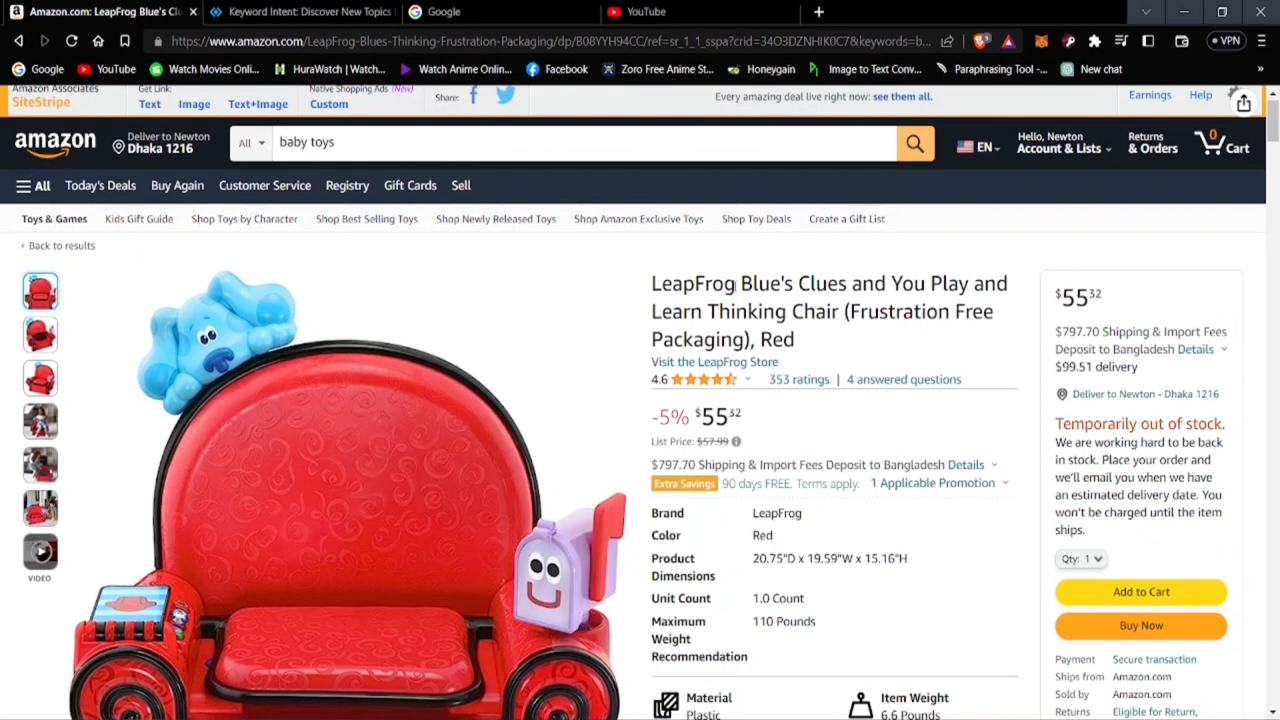 Amazon.com: LeapFrog Blue's Clu
Keyword Intent: Discover New Topics
Google
YouTube
https://www.amazon.com/LeapFrog-Blues-Thinking-Frustration-Packaging/dp/B08YYH94CC/ref=sr_1_1_sspa?crid=34O3DZNHIK0C7&keywords=b...
VPN
Google
YouTube
Watch Movies Onli...
HuraWatch | Watch...
Watch Anime Onlin...
Facebook
Zoro Free Anime St...
Honeygain
Image to Text Conv...
Paraphrasing Tool -...
New chat
Amazon Associates
SiteStripe
Get Link:
Text Image Text+Image
Native Shopping Ads (New)
Custom
Share:
Every amazing deal live right now: see them all.
Earnings Help
amazon
Deliver to Newton
Dhaka 1216
All
baby toys
EN
Hello, Newton
Account & Lists
Returns
& Orders
0
Cart
All Today's Deals Buy Again Customer Service Registry Gift Cards Sell
Toys & Games Kids Gift Guide Shop Toys by Character Shop Best Selling Toys Shop Newly Released Toys Shop Amazon Exclusive Toys Shop Toy Deals Create a Gift List
‹ Back to results
VIDEO
LeapFrog Blue's Clues and You Play and
Learn Thinking Chair (Frustration Free
Packaging), Red
Visit the LeapFrog Store
4.6 353 ratings | 4 answered questions
-5% $55 32
List Price: $57.99
$797.70 Shipping & Import Fees Deposit to Bangladesh Details
Extra Savings 90 days FREE. Terms apply. 1 Applicable Promotion
Brand LeapFrog
Color Red
Product 20.75"D x 19.59"W x 15.16"H
Dimensions
Unit Count 1.0 Count
Maximum 110 Pounds
Weight
Recommendation
Material
Plastic
Item Weight
6.6 Pounds
$55 32
$797.70 Shipping & Import Fees
Deposit to Bangladesh Details
$99.51 delivery
Deliver to Newton - Dhaka 1216
Temporarily out of stock.
We are working hard to be back
in stock. Place your order and
we'll email you when we have
an estimated delivery date. You
won't be charged until the item
ships.
Qty: 1
Add to Cart
Buy Now
Payment Secure transaction
Ships from Amazon.com
Sold by Amazon.com
Returns Eligible for Return,